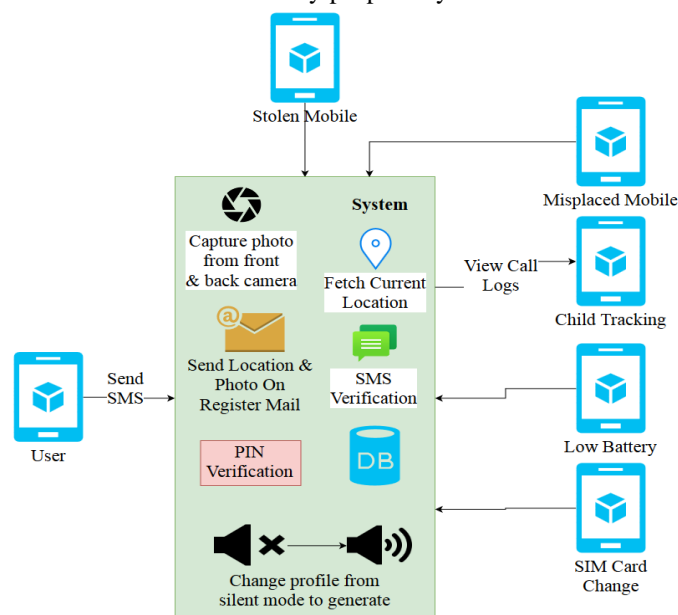 Stolen Mobile
System
Misplaced Mobile
Capture photo
from front
& back camera
Fetch Current
Location
View Call
Logs
Child Tracking
@
Send Location &
Photo On
Register Mail
SMS
Verification
Send
SMS
User
Low Battery
PIN
Verification
DB
SIM Card
Change
Change profile from
silent mode to generate